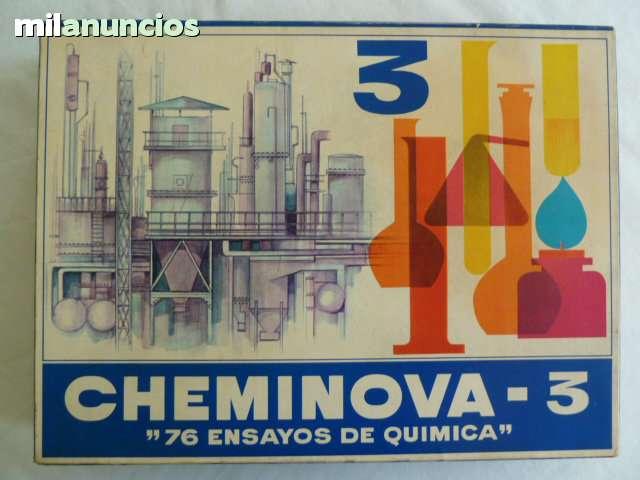 milanuncios
3
CHEMINOVA - 3
"76 ENSAYOS DE QUIMICA"